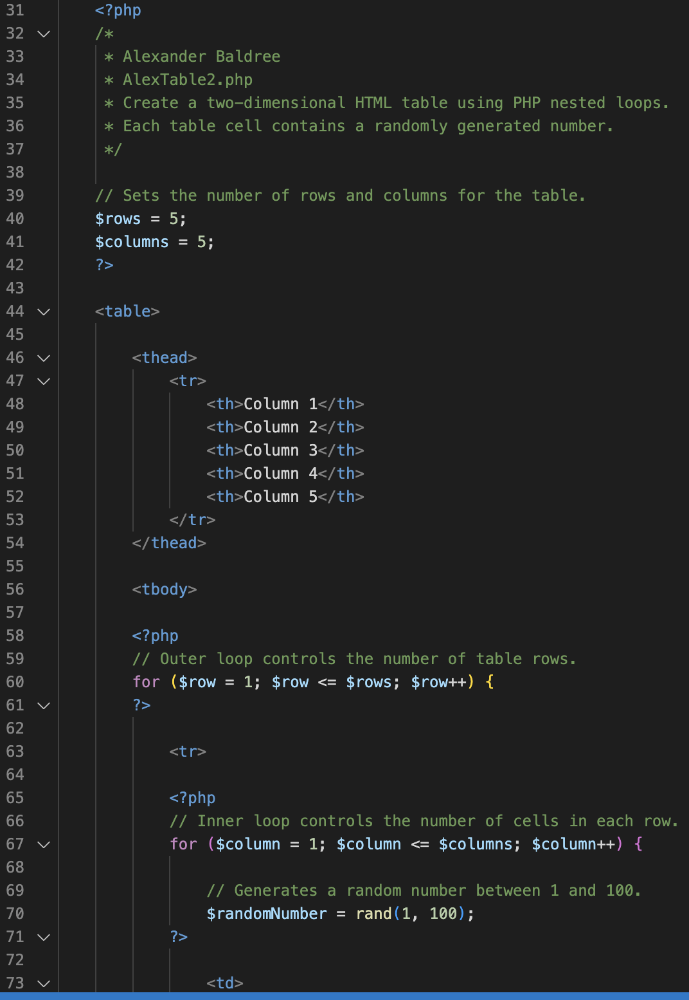 31 <?php
32 /*
33 * Alexander Baldree
34 * AlexTable2.php
35 * Create a two-dimensional HTML table using PHP nested loops.
36 * Each table cell contains a randomly generated number.
37 */
38
39 // Sets the number of rows and columns for the table.
40 $rows = 5;
41 $columns = 5;
42 ?>
43
44 <table>
45
46 <thead>
47 <tr>
48 <th>Column 1</th>
49 <th>Column 2</th>
50 <th>Column 3</th>
51 <th>Column 4</th>
52 <th>Column 5</th>
53 </tr>
54 </thead>
55
56 <tbody>
57
58 <?php
59 // Outer loop controls the number of table rows.
60 for ($row = 1; $row <= $rows; $row++) {
61 ?>
62
63 <tr>
64
65 <?php
66 // Inner loop controls the number of cells in each row.
67 for ($column = 1; $column <= $columns; $column++) {
68
69 // Generates a random number between 1 and 100.
70 $randomNumber = rand(1, 100);
71 ?>
72
73 <td>